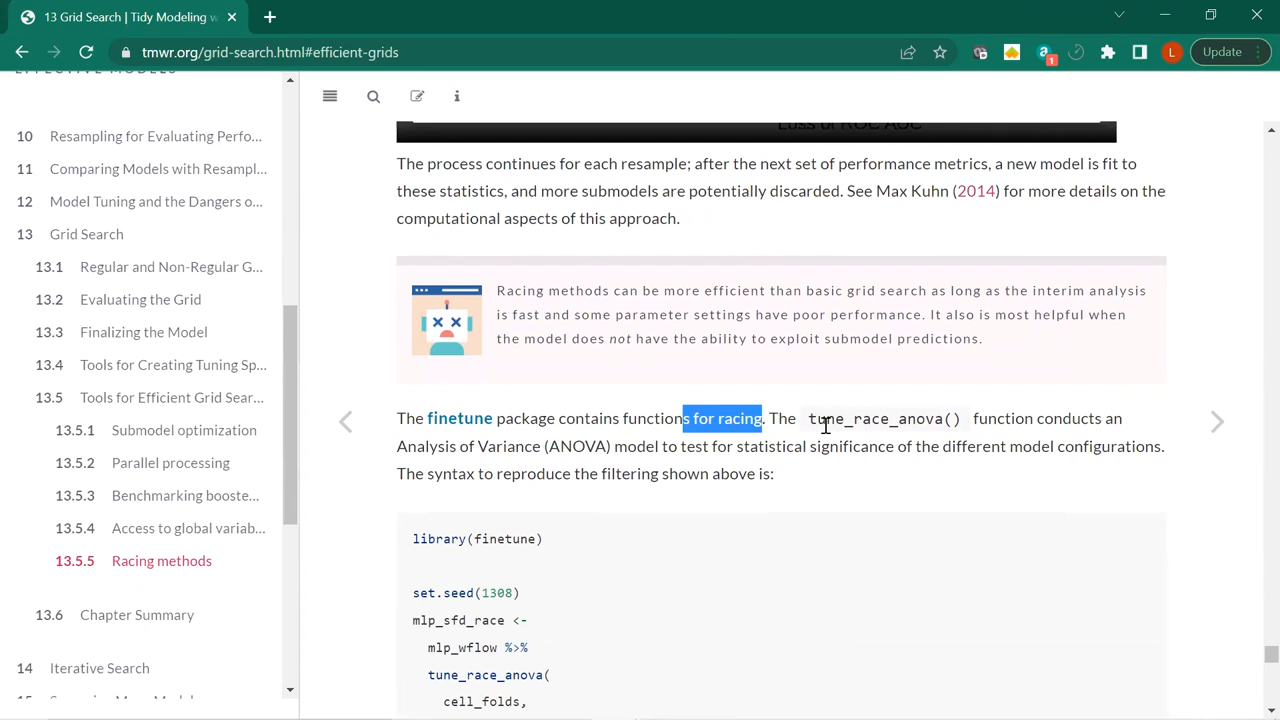 13 Grid Search | Tidy Modeling w
tmwr.org/grid-search.html#efficient-grids
1
L
Update
10 Resampling for Evaluating Perfo...
11 Comparing Models with Resampl...
12 Model Tuning and the Dangers o...
13 Grid Search
13.1 Regular and Non-Regular G...
13.2 Evaluating the Grid
13.3 Finalizing the Model
13.4 Tools for Creating Tuning Sp...
13.5 Tools for Efficient Grid Sear...
13.5.1 Submodel optimization
13.5.2 Parallel processing
13.5.3 Benchmarking booste...
13.5.4 Access to global variab...
13.5.5 Racing methods
13.6 Chapter Summary
14 Iterative Search
Loss of ROC AUC
The process continues for each resample; after the next set of performance metrics, a new model is fit to
these statistics, and more submodels are potentially discarded. See Max Kuhn (2014) for more details on the
computational aspects of this approach.
Racing methods can be more efficient than basic grid search as long as the interim analysis
is fast and some parameter settings have poor performance. It also is most helpful when
the model does not have the ability to exploit submodel predictions.
The finetune package contains functions for racing. The tune_race_anova() function conducts an
Analysis of Variance (ANOVA) model to test for statistical significance of the different model configurations.
The syntax to reproduce the filtering shown above is:
library(finetune)
set.seed(1308)
mlp_sfd_race <-
mlp_wflow %>%
tune_race_anova(
cell_folds,